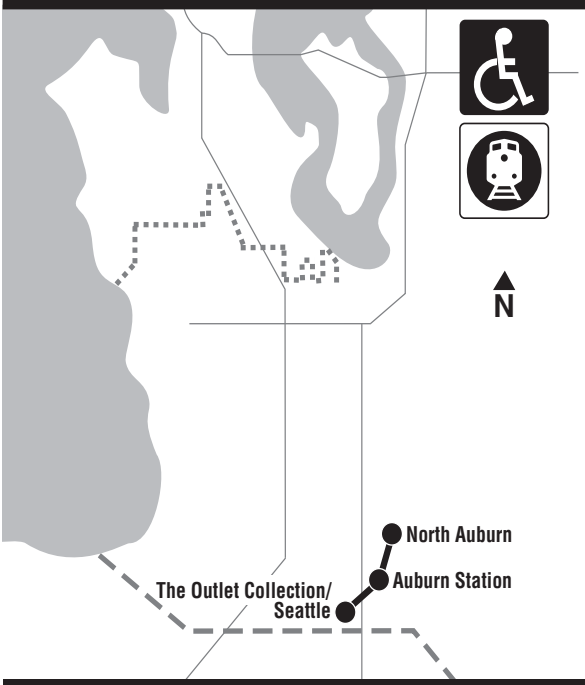 N
North Auburn
Auburn Station
The Outlet Collection/
Seattle